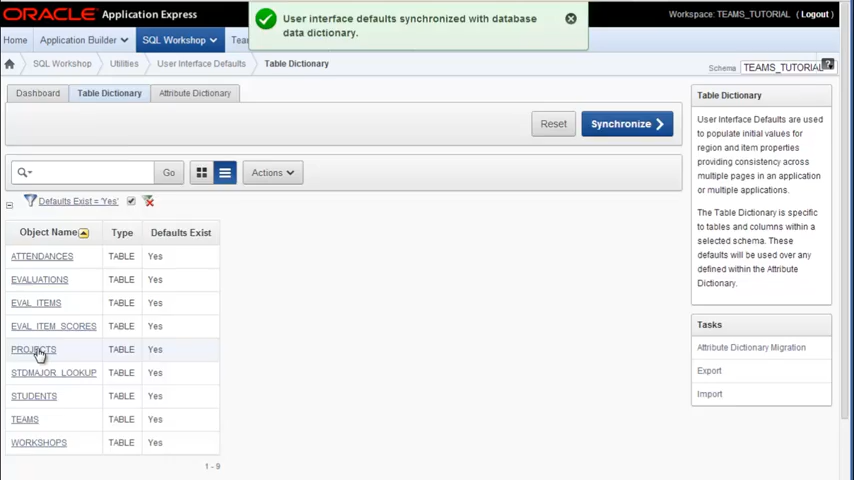 ORACLE Application Express
User interface defaults synchronized with database
data dictionary.
Workspace: TEAMS_TUTORIAL (Logout)
Home
Application Builder
SQL Workshop
SQL Workshop
Utilities
User Interface Defaults
Table Dictionary
Schema TEAMS_TUTORIAL
?
Dashboard
Table Dictionary
Attribute Dictionary
Reset
Synchronize
Go
Actions
Defaults Exist = 'Yes'
Object Name Type Defaults Exist
ATTENDANCES TABLE Yes
EVALUATIONS TABLE Yes
EVAL_ITEMS TABLE Yes
EVAL_ITEM_SCORES TABLE Yes
PROJECTS TABLE Yes
STDMAJOR_LOOKUP TABLE Yes
STUDENTS TABLE Yes
TEAMS TABLE Yes
WORKSHOPS TABLE Yes
1 - 9
Table Dictionary
User Interface Defaults are used
to populate initial values for
region and item properties
providing consistency across
multiple pages in an application
or multiple applications.
The Table Dictionary is specific
to tables and columns within a
selected schema. These
defaults will be used over any
defined within the Attribute
Dictionary.
Tasks
Attribute Dictionary Migration
Export
Import